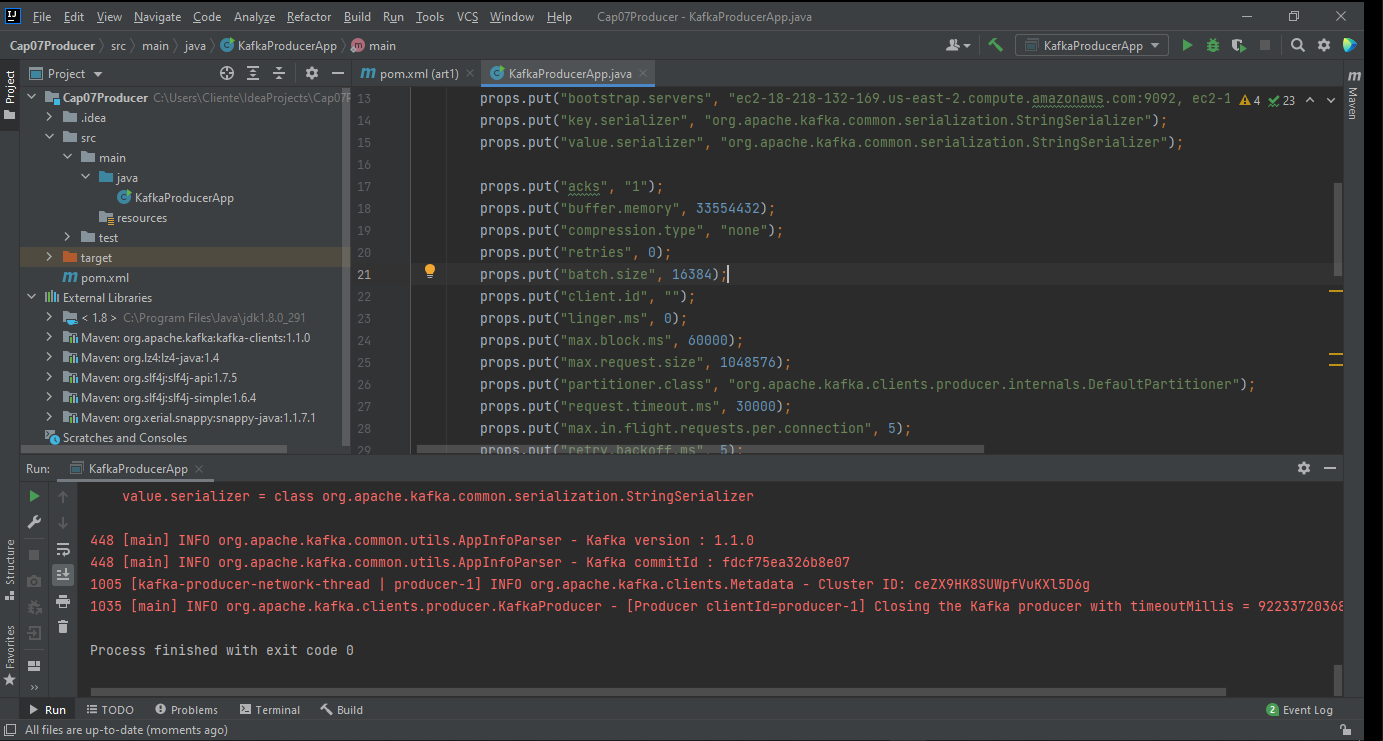 File Edit View Navigate Code Analyze Refactor Build Run Tools VCS Window Help Cap07Producer - KafkaProducerApp.java
Cap07Producer src main java KafkaProducerApp main KafkaProducerApp
Project
pom.xml (art1) KafkaProducerApp.java
Project
Maven
Cap07Producer C:\Users\Cliente\IdeaProjects\Cap07
.idea
src
main
java
KafkaProducerApp
resources
test
target
pom.xml
External Libraries
< 1.8 > C:\Program Files\Java\jdk1.8.0_291
Maven: org.apache.kafka:kafka-clients:1.1.0
Maven: org.lz4:lz4-java:1.4
Maven: org.slf4j:slf4j-api:1.7.5
Maven: org.slf4j:slf4j-simple:1.6.4
Maven: org.xerial.snappy:snappy-java:1.1.7.1
Scratches and Consoles
13 props.put("bootstrap.servers", "ec2-18-218-132-169.us-east-2.compute.amazonaws.com:9092, ec2-1 4 23
14 props.put("key.serializer", "org.apache.kafka.common.serialization.StringSerializer");
15 props.put("value.serializer", "org.apache.kafka.common.serialization.StringSerializer");
16
17 props.put("acks", "1");
18 props.put("buffer.memory", 33554432);
19 props.put("compression.type", "none");
20 props.put("retries", 0);
21 props.put("batch.size", 16384);
22 props.put("client.id", "");
23 props.put("linger.ms", 0);
24 props.put("max.block.ms", 60000);
25 props.put("max.request.size", 1048576);
26 props.put("partitioner.class", "org.apache.kafka.clients.producer.internals.DefaultPartitioner");
27 props.put("request.timeout.ms", 30000);
28 props.put("max.in.flight.requests.per.connection", 5);
29 props.put("retry.backoff.ms", 5);
Run: KafkaProducerApp
value.serializer = class org.apache.kafka.common.serialization.StringSerializer
448 [main] INFO org.apache.kafka.common.utils.AppInfoParser - Kafka version : 1.1.0
448 [main] INFO org.apache.kafka.common.utils.AppInfoParser - Kafka commitId : fdcf75ea326b8e07
1005 [kafka-producer-network-thread | producer-1] INFO org.apache.kafka.clients.Metadata - Cluster ID: ceZX9HK8SUWpfVuKXl5D6g
1035 [main] INFO org.apache.kafka.clients.producer.KafkaProducer - [Producer clientId=producer-1] Closing the Kafka producer with timeoutMillis = 92233720368
Process finished with exit code 0
Structure
Favorites
Run TODO Problems Terminal Build 2 Event Log
All files are up-to-date (moments ago)